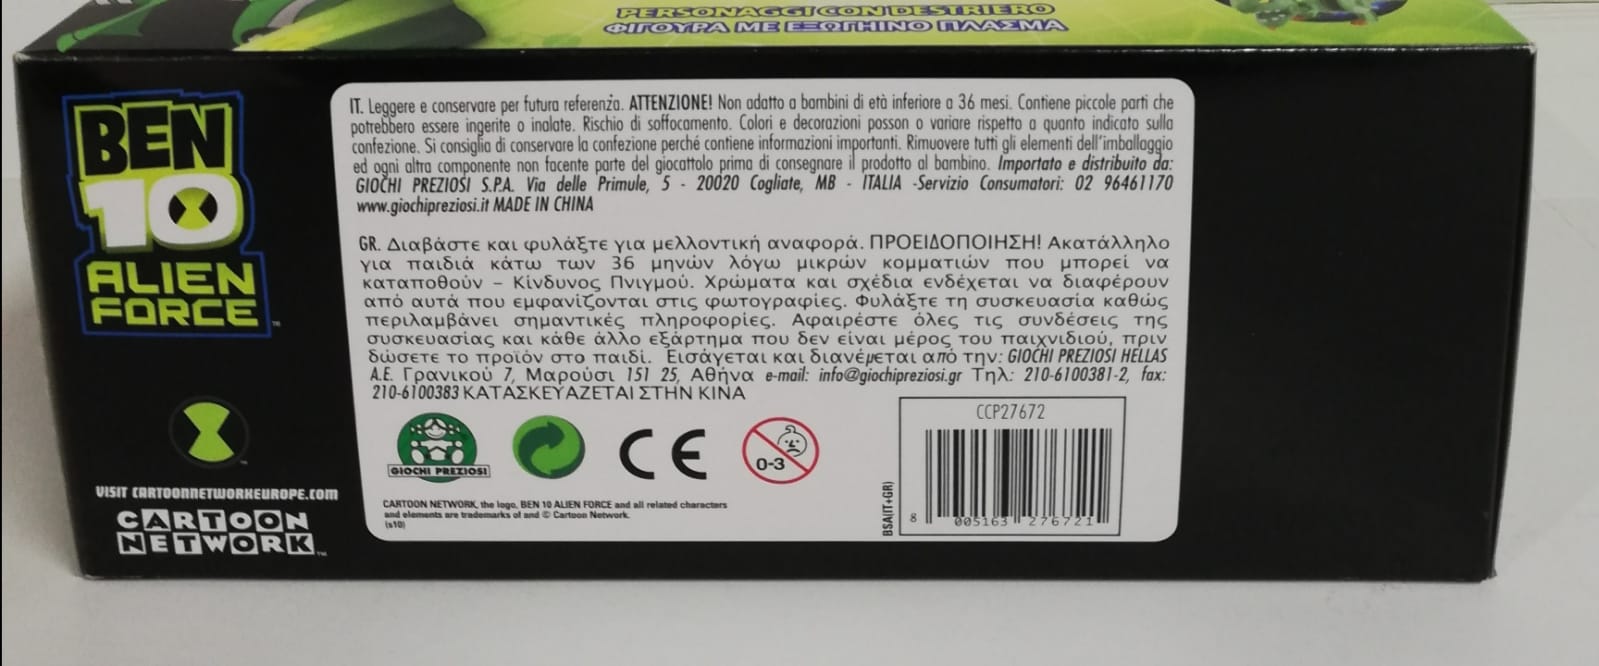 PERSONAGGI CON DESTRIERO
ΦΙΓΟΥΡΑ ΜΕ ΕΞΩΓΗΙΝΟ ΠΛΑΣΜΑ
BEN
10
ALIEN
FORCE
™
VISIT CARTOONNETWORKEUROPE.COM
CARTOON
NETWORK™
IT. Leggere e conservare per futura referenza. ATTENZIONE! Non adatto a bambini di età inferiore a 36 mesi. Contiene piccole parti che
potrebbero essere ingerite o inalate. Rischio di soffocamento. Colori e decorazioni posson o variare rispetto a quanto indicato sulla
confezione. Si consiglia di conservare la confezione perché contiene informazioni importanti. Rimuovere tutti gli elementi dell'imballaggio
ed ogni altra componente non facente parte del giocattolo prima di consegnare il prodotto al bambino. Importato e distribuito da:
GIOCHI PREZIOSI S.P.A. Via delle Primule, 5 - 20020 Cogliate, MB - ITALIA -Servizio Consumatori: 02 96461170
www.giochipreziosi.it MADE IN CHINA
GR. Διαβάστε και φυλάξτε για μελλοντική αναφορά. ΠΡΟΕΙΔΟΠΟΙΗΣΗ! Ακατάλληλο
για παιδιά κάτω των 36 μηνών λόγω μικρών κομματιών που μπορεί να
καταποθούν – Κίνδυνος Πνιγμού. Χρώματα και σχέδια ενδέχεται να διαφέρουν
από αυτά που εμφανίζονται στις φωτογραφίες. Φυλάξτε τη συσκευασία καθώς
περιλαμβάνει σημαντικές πληροφορίες. Αφαιρέστε όλες τις συνδέσεις της
συσκευασίας και κάθε άλλο εξάρτημα που δεν είναι μέρος του παιχνιδιού, πριν
δώσετε το προϊόν στο παιδί. Εισάγεται και διανέμεται από την: GIOCHI PREZIOSI HELLAS
A.E. Γρανικού 7, Μαρούσι 151 25, Αθήνα e-mail: info@giochipreziosi.gr Τηλ: 210-6100381-2, fax:
210-6100383 ΚΑΤΑΣΚΕΥΑΖΕΤΑΙ ΣΤΗΝ ΚΙΝΑ
GIOCHI PREZIOSI
CE
0-3
CARTOON NETWORK, the logo, BEN 10 ALIEN FORCE and all related characters
and elements are trademarks of and © Cartoon Network.
(s10)
BSA(IT+GR)
CCP27672
8 005163 276721